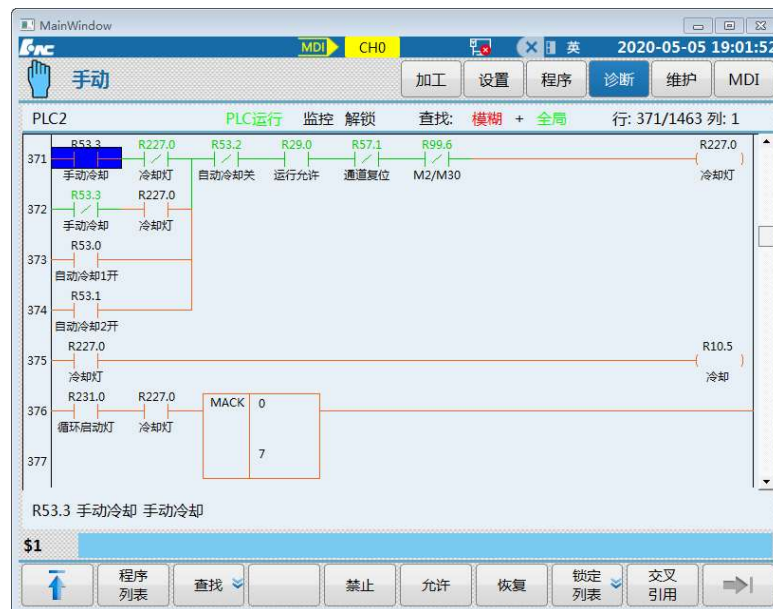 MainWindow
HNC MDI CH0 英 2020-05-05 19:01:52
手动 加工 设置 程序 诊断 维护 MDI
PLC2 PLC运行 监控 解锁 查找: 模糊 + 全局 行: 371/1463 列: 1
R53.3 R227.0 R53.2 R29.0 R57.1 R99.6 R227.0
371
手动冷却 冷却灯 自动冷却关 运行允许 通道复位 M2/M30 冷却灯
R53.3 R227.0
372
手动冷却 冷却灯
R53.0
373
自动冷却1开
R53.1
374
自动冷却2开
R227.0 R10.5
375
冷却灯 冷却
R231.0 R227.0 MACK 0
376
循环启动灯 冷却灯
7
377
R53.3 手动冷却 手动冷却
$1
程序列表 查找 禁止 允许 恢复 锁定列表 交叉引用